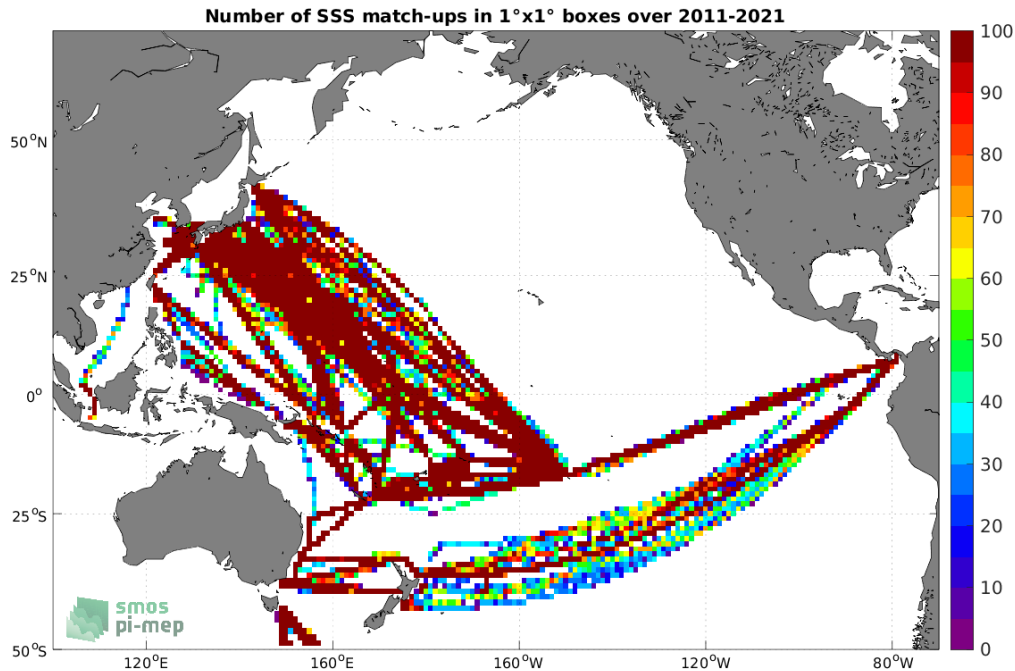 Number of SSS match-ups in 1°x1° boxes over 2011-2021
50°N
25°N
0°
25°S
50°S
120°E
160°E
160°W
120°W
80°W
100
90
80
70
60
50
40
30
20
10
0
smos
pi-mep